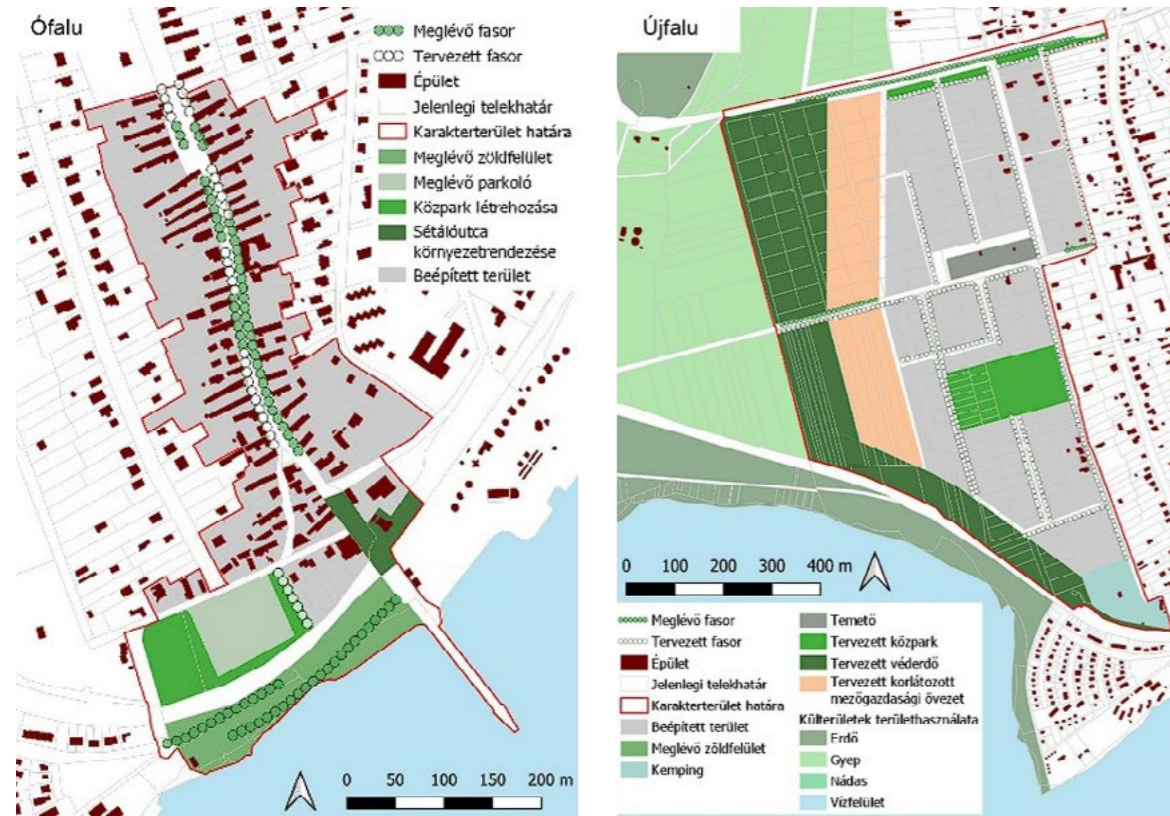 Ófalu
Meglévő fasor
Tervezett fasor
Épület
Jelenlegi telekhatár
Karakterterület határa
Meglévő zöldfelület
Meglévő parkoló
Közpark létrehozása
Sétálóutca
környezetrendezése
Beépített terület
0 50 100 150 200 m
Újfalu
0 100 200 300 400 m
Meglévő fasor
Tervezett fasor
Épület
Jelenlegi telekhatár
Karakterterület határa
Beépített terület
Meglévő zöldfelület
Kemping
Temető
Tervezett közpark
Tervezett véderdő
Tervezett korlátozott
mezőgazdasági övezet
Külterületek területhasználata
Erdő
Gyep
Nádas
Vízfelület